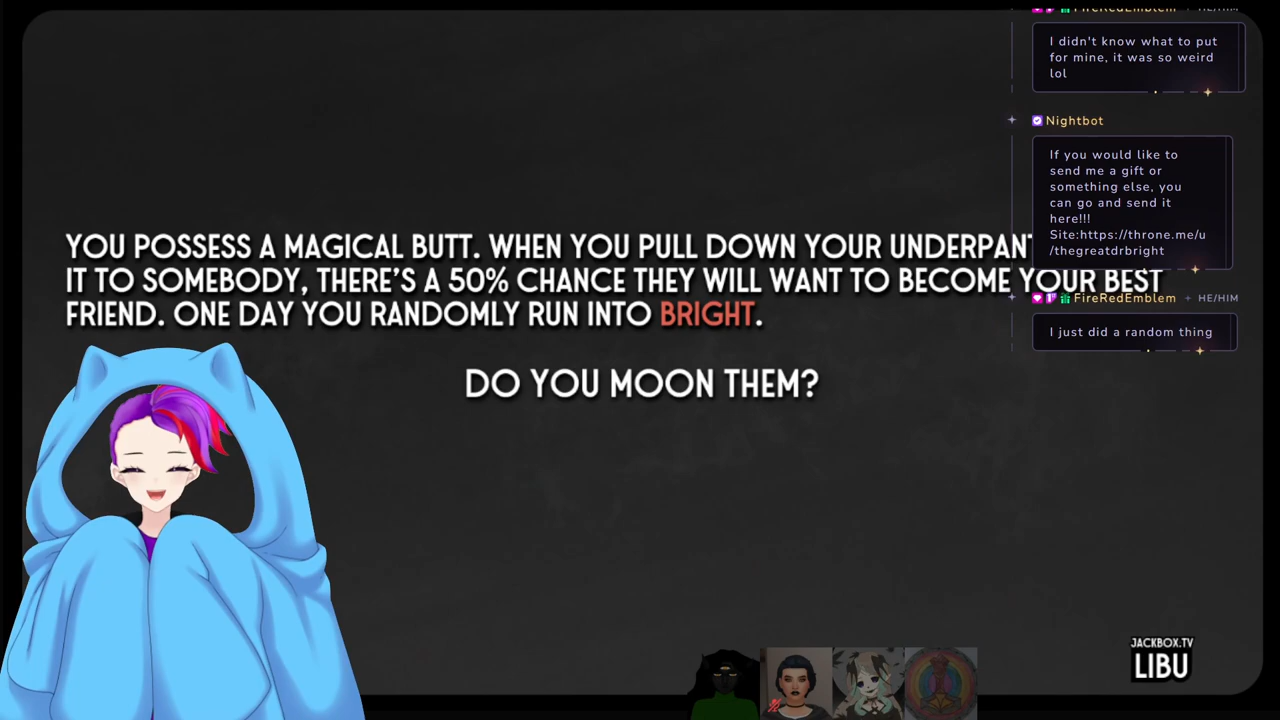 FireRedEmblem HE/HIM
I didn't know what to put
for mine, it was so weird
lol
Nightbot
If you would like to
send me a gift or
something else, you
can go and send it
here!!!
Site:https://throne.me/u
/thegreatdrbright
FireRedEmblem HE/HIM
I just did a random thing
YOU POSSESS A MAGICAL BUTT. WHEN YOU PULL DOWN YOUR
IT TO SOMEBODY, THERE'S A 50% CHANCE THEY WILL WANT TO BECOME YOUR BEST
FRIEND. ONE DAY YOU RANDOMLY RUN INTO BRIGHT.
DO YOU MOON THEM?
JACKBOX.TV
LIBU